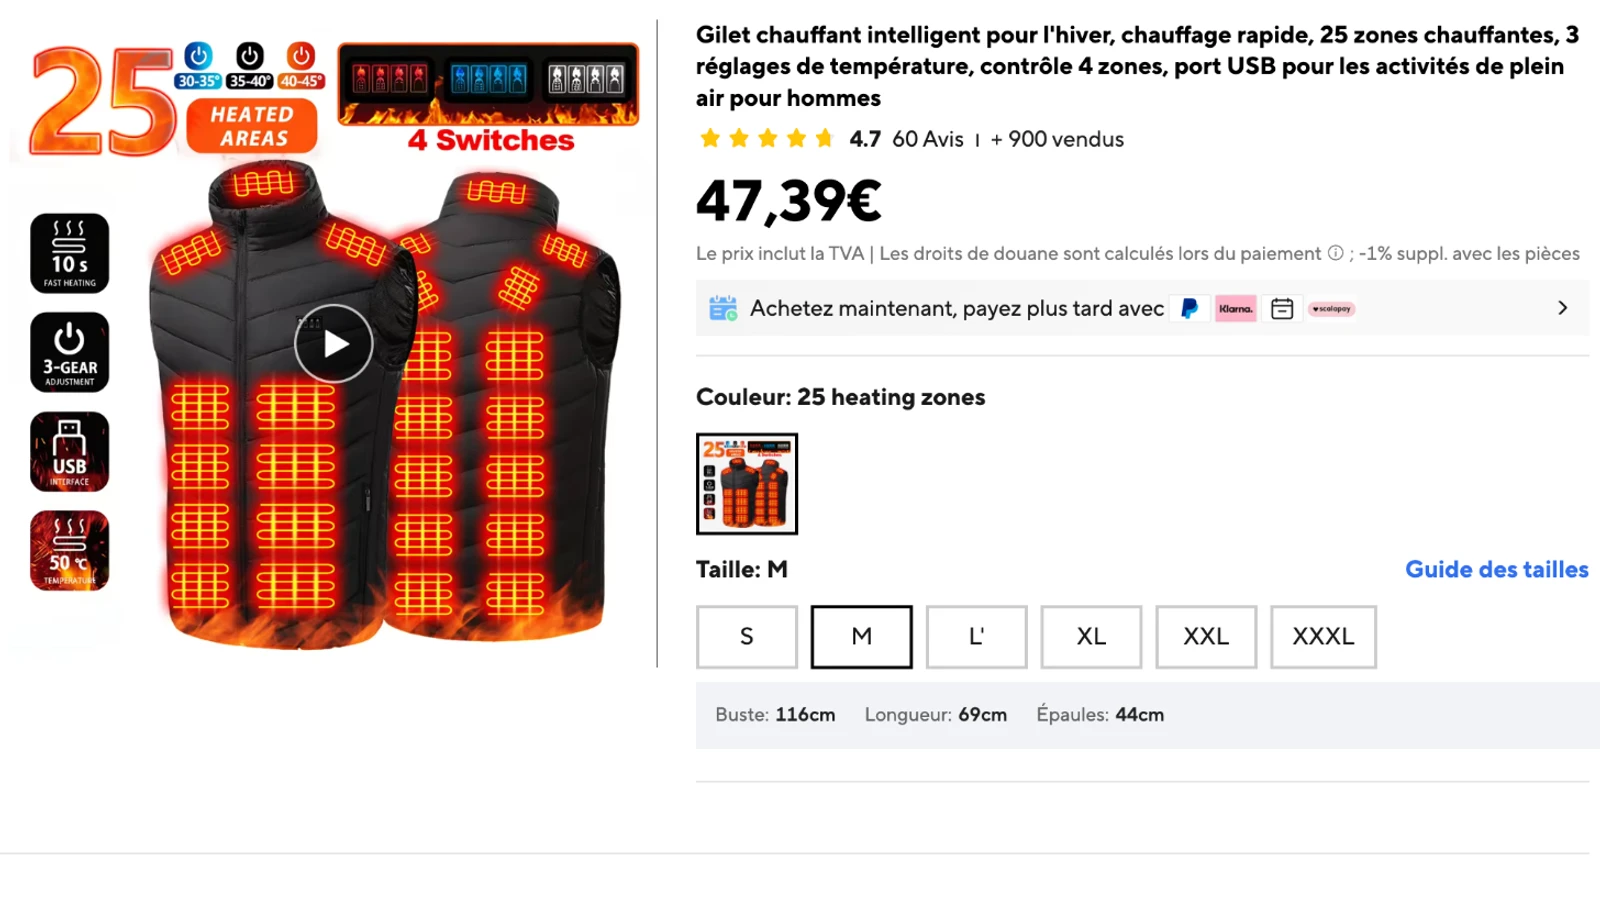 25
30-35°
35-40°
40-45°
HEATED
AREAS
4 Switches
10 s
FAST HEATING
3-GEAR
ADJUSTMENT
USB
INTERFACE
50 ℃
TEMPERATURE
Gilet chauffant intelligent pour l'hiver, chauffage rapide, 25 zones chauffantes, 3
réglages de température, contrôle 4 zones, port USB pour les activités de plein
air pour hommes
4.7 60 Avis | + 900 vendus
47,39€
Le prix inclut la TVA | Les droits de douane sont calculés lors du paiement ; -1% suppl. avec les pièces
Achetez maintenant, payez plus tard avec Klarna. scalapay
Couleur: 25 heating zones
25
Taille: M
Guide des tailles
S M L' XL XXL XXXL
Buste: 116cm Longueur: 69cm Épaules: 44cm